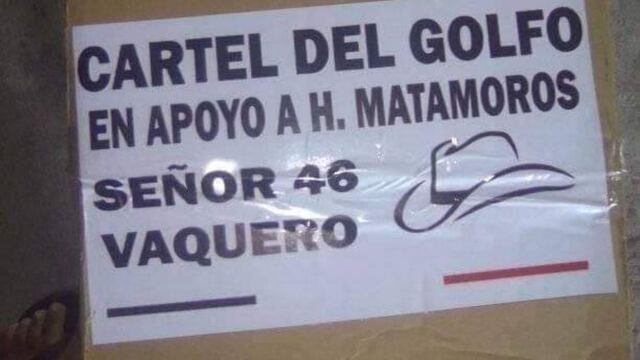 CARTEL DEL GOLFO
EN APOYO A H. MATAMOROS
SEÑOR 46
VAQUERO